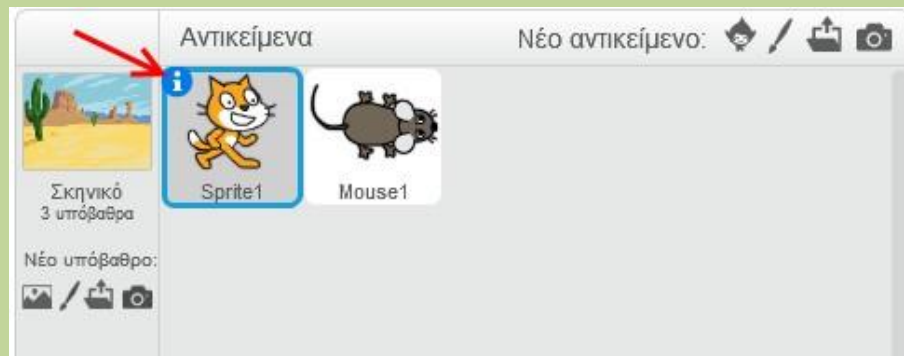 Αντικείμενα
Νέο αντικείμενο:
Σκηνικό
3 υπόβαθρα
Νέο υπόβαθρο:
Sprite1
Mouse1